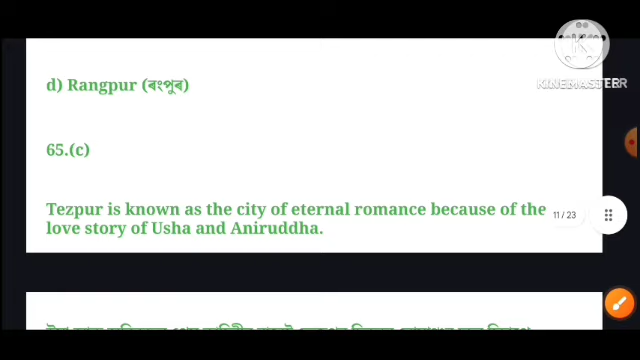 d) Rangpur (ৰংপুৰ)
KINEMASTER
65.(c)
Tezpur is known as the city of eternal romance because of the
love story of Usha and Aniruddha.
11 / 23